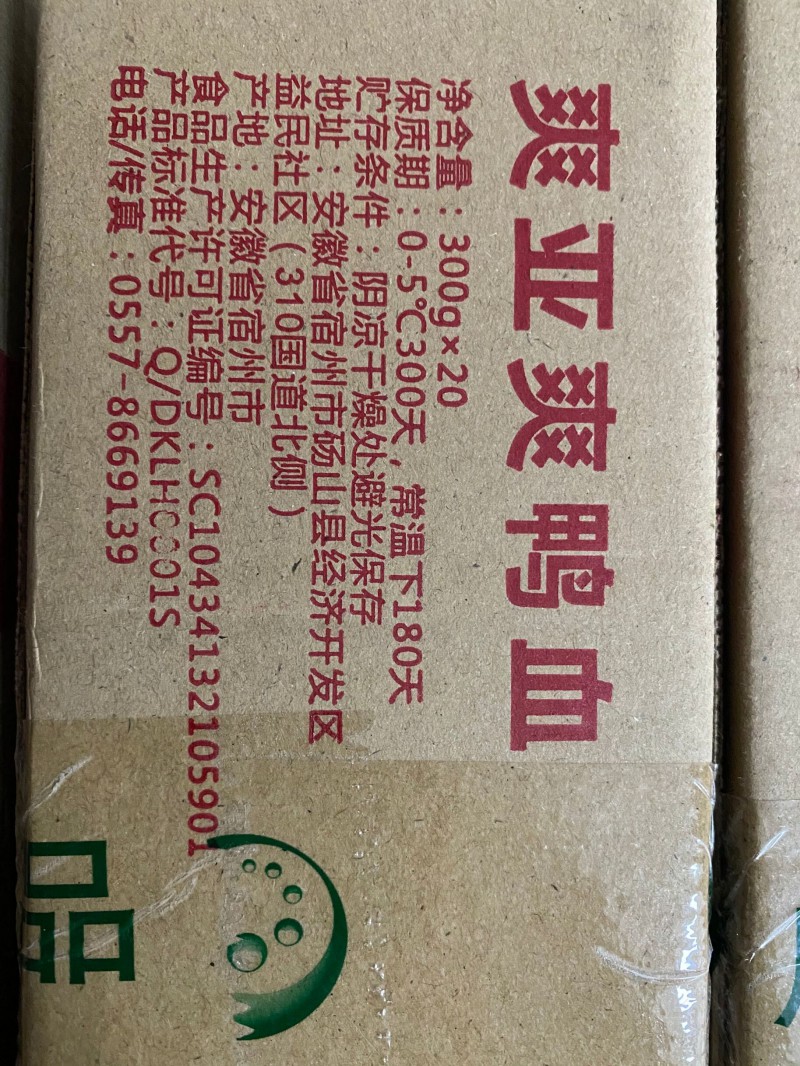 爽亚爽鸭血
净含量：300g×20
保质期：0-5℃300天，常温下180天
贮存条件：阴凉干燥处避光保存
地址：安徽省宿州市砀山县经济开发区
益民社区（310国道北侧）
产地：安徽省宿州市
食品生产许可证编号：SC10434132105901
产品标准代号：Q/DKLH0001S
电话/传真：0557-8669139
品